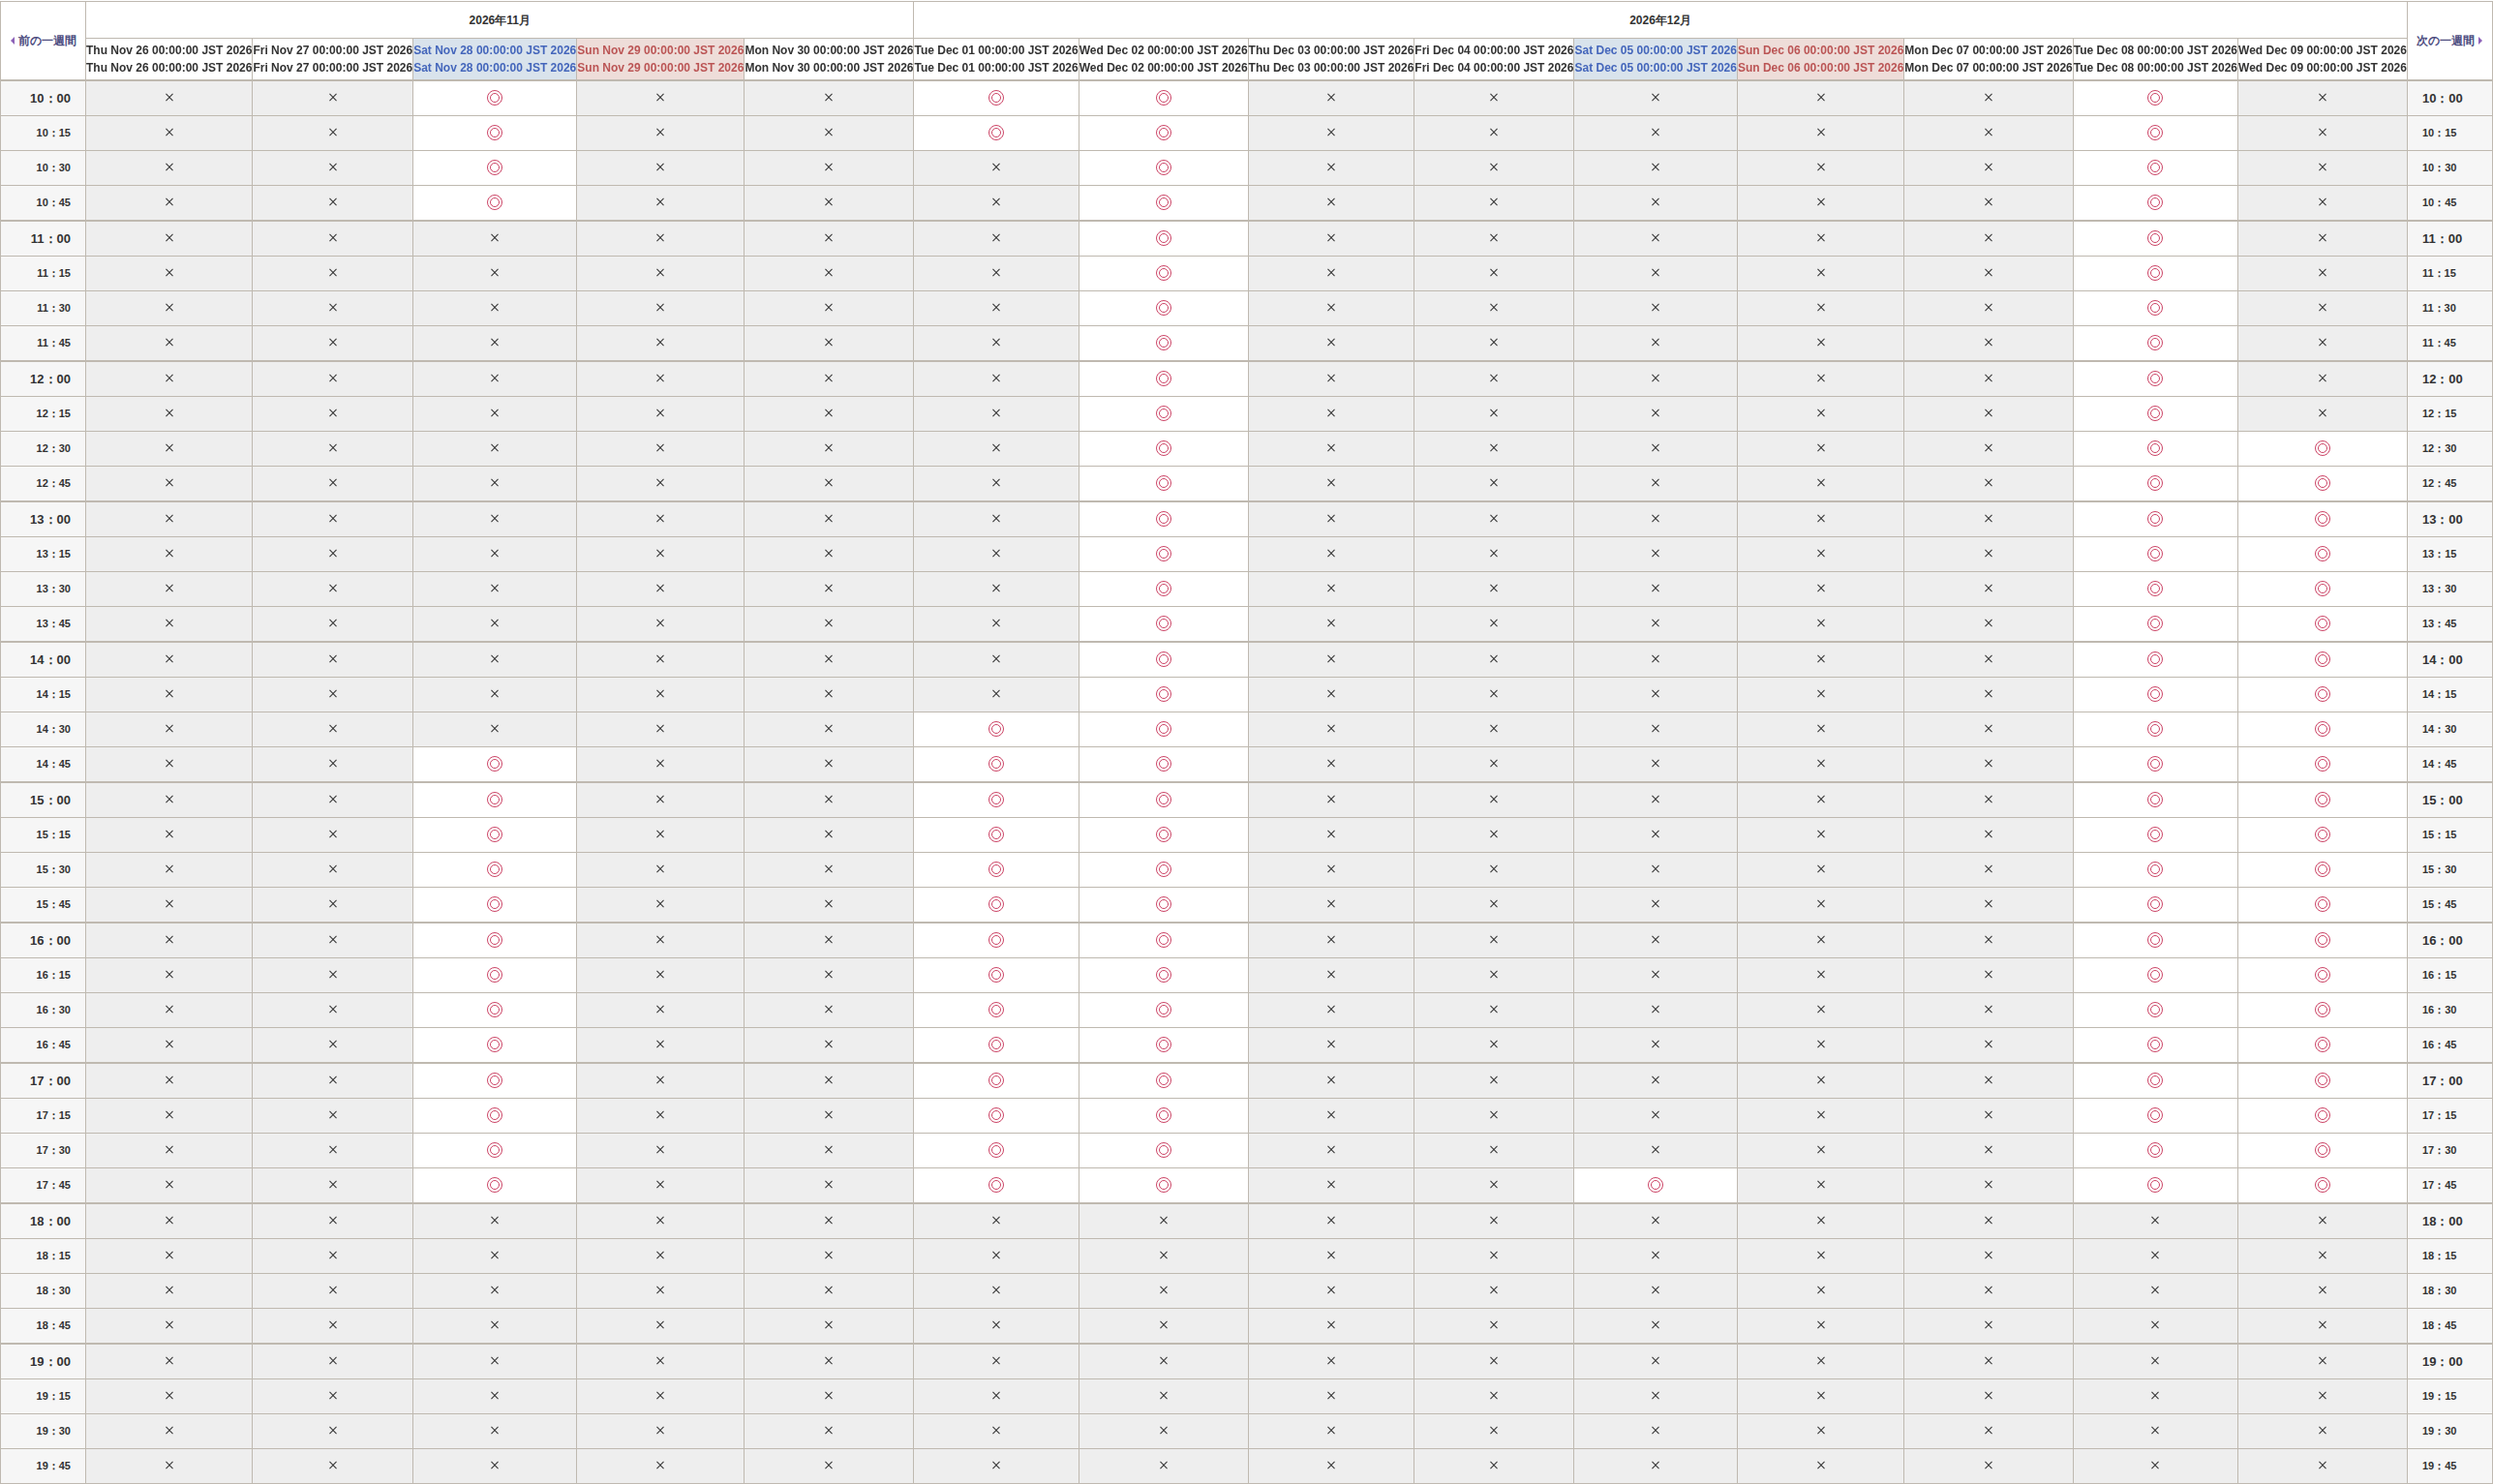 2026年11月 2026年12月
前の一週間 次の一週間
Thu Nov 26 00:00:00 JST 2026 Fri Nov 27 00:00:00 JST 2026 Sat Nov 28 00:00:00 JST 2026 Sun Nov 29 00:00:00 JST 2026 Mon Nov 30 00:00:00 JST 2026 Tue Dec 01 00:00:00 JST 2026 Wed Dec 02 00:00:00 JST 2026 Thu Dec 03 00:00:00 JST 2026 Fri Dec 04 00:00:00 JST 2026 Sat Dec 05 00:00:00 JST 2026 Sun Dec 06 00:00:00 JST 2026 Mon Dec 07 00:00:00 JST 2026 Tue Dec 08 00:00:00 JST 2026 Wed Dec 09 00:00:00 JST 2026
Thu Nov 26 00:00:00 JST 2026 Fri Nov 27 00:00:00 JST 2026 Sat Nov 28 00:00:00 JST 2026 Sun Nov 29 00:00:00 JST 2026 Mon Nov 30 00:00:00 JST 2026 Tue Dec 01 00:00:00 JST 2026 Wed Dec 02 00:00:00 JST 2026 Thu Dec 03 00:00:00 JST 2026 Fri Dec 04 00:00:00 JST 2026 Sat Dec 05 00:00:00 JST 2026 Sun Dec 06 00:00:00 JST 2026 Mon Dec 07 00:00:00 JST 2026 Tue Dec 08 00:00:00 JST 2026 Wed Dec 09 00:00:00 JST 2026
10：00 × × ◎ × × ◎ ◎ × × × × × ◎ × 10：00
10：15 × × ◎ × × ◎ ◎ × × × × × ◎ × 10：15
10：30 × × ◎ × × × ◎ × × × × × ◎ × 10：30
10：45 × × ◎ × × × ◎ × × × × × ◎ × 10：45
11：00 × × × × × × ◎ × × × × × ◎ × 11：00
11：15 × × × × × × ◎ × × × × × ◎ × 11：15
11：30 × × × × × × ◎ × × × × × ◎ × 11：30
11：45 × × × × × × ◎ × × × × × ◎ × 11：45
12：00 × × × × × × ◎ × × × × × ◎ × 12：00
12：15 × × × × × × ◎ × × × × × ◎ × 12：15
12：30 × × × × × × ◎ × × × × × ◎ ◎ 12：30
12：45 × × × × × × ◎ × × × × × ◎ ◎ 12：45
13：00 × × × × × × ◎ × × × × × ◎ ◎ 13：00
13：15 × × × × × × ◎ × × × × × ◎ ◎ 13：15
13：30 × × × × × × ◎ × × × × × ◎ ◎ 13：30
13：45 × × × × × × ◎ × × × × × ◎ ◎ 13：45
14：00 × × × × × × ◎ × × × × × ◎ ◎ 14：00
14：15 × × × × × × ◎ × × × × × ◎ ◎ 14：15
14：30 × × × × × ◎ ◎ × × × × × ◎ ◎ 14：30
14：45 × × ◎ × × ◎ ◎ × × × × × ◎ ◎ 14：45
15：00 × × ◎ × × ◎ ◎ × × × × × ◎ ◎ 15：00
15：15 × × ◎ × × ◎ ◎ × × × × × ◎ ◎ 15：15
15：30 × × ◎ × × ◎ ◎ × × × × × ◎ ◎ 15：30
15：45 × × ◎ × × ◎ ◎ × × × × × ◎ ◎ 15：45
16：00 × × ◎ × × ◎ ◎ × × × × × ◎ ◎ 16：00
16：15 × × ◎ × × ◎ ◎ × × × × × ◎ ◎ 16：15
16：30 × × ◎ × × ◎ ◎ × × × × × ◎ ◎ 16：30
16：45 × × ◎ × × ◎ ◎ × × × × × ◎ ◎ 16：45
17：00 × × ◎ × × ◎ ◎ × × × × × ◎ ◎ 17：00
17：15 × × ◎ × × ◎ ◎ × × × × × ◎ ◎ 17：15
17：30 × × ◎ × × ◎ ◎ × × × × × ◎ ◎ 17：30
17：45 × × ◎ × × ◎ ◎ × × ◎ × × ◎ ◎ 17：45
18：00 × × × × × × × × × × × × × × 18：00
18：15 × × × × × × × × × × × × × × 18：15
18：30 × × × × × × × × × × × × × × 18：30
18：45 × × × × × × × × × × × × × × 18：45
19：00 × × × × × × × × × × × × × × 19：00
19：15 × × × × × × × × × × × × × × 19：15
19：30 × × × × × × × × × × × × × × 19：30
19：45 × × × × × × × × × × × × × × 19：45